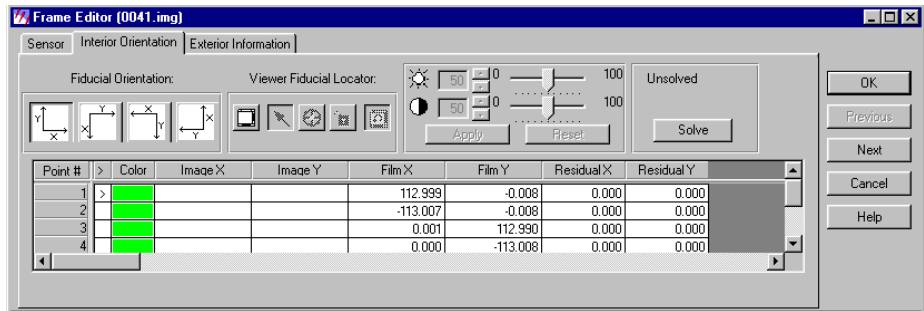 Frame Editor (0041.img)
Sensor Interior Orientation Exterior Information
Fiducial Orientation: Viewer Fiducial Locator: 50 0 100 Unsolved OK
Y X Y X X Y X Y 50 0 100 Previous
Apply Reset Solve
Next
Point # > Color Image X Image Y Film X Film Y Residual X Residual Y
1 > 112.999 -0.008 0.000 0.000 Cancel
2 -113.007 -0.008 0.000 0.000
3 0.001 112.990 0.000 0.000 Help
4 0.000 -113.008 0.000 0.000